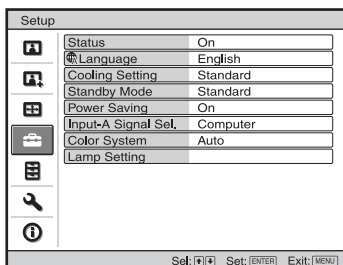 Setup
Status On
Language English
Cooling Setting Standard
Standby Mode Standard
Power Saving On
Input-A Signal Sel. Computer
Color System Auto
Lamp Setting
Sel: Set: ENTER Exit: MENU